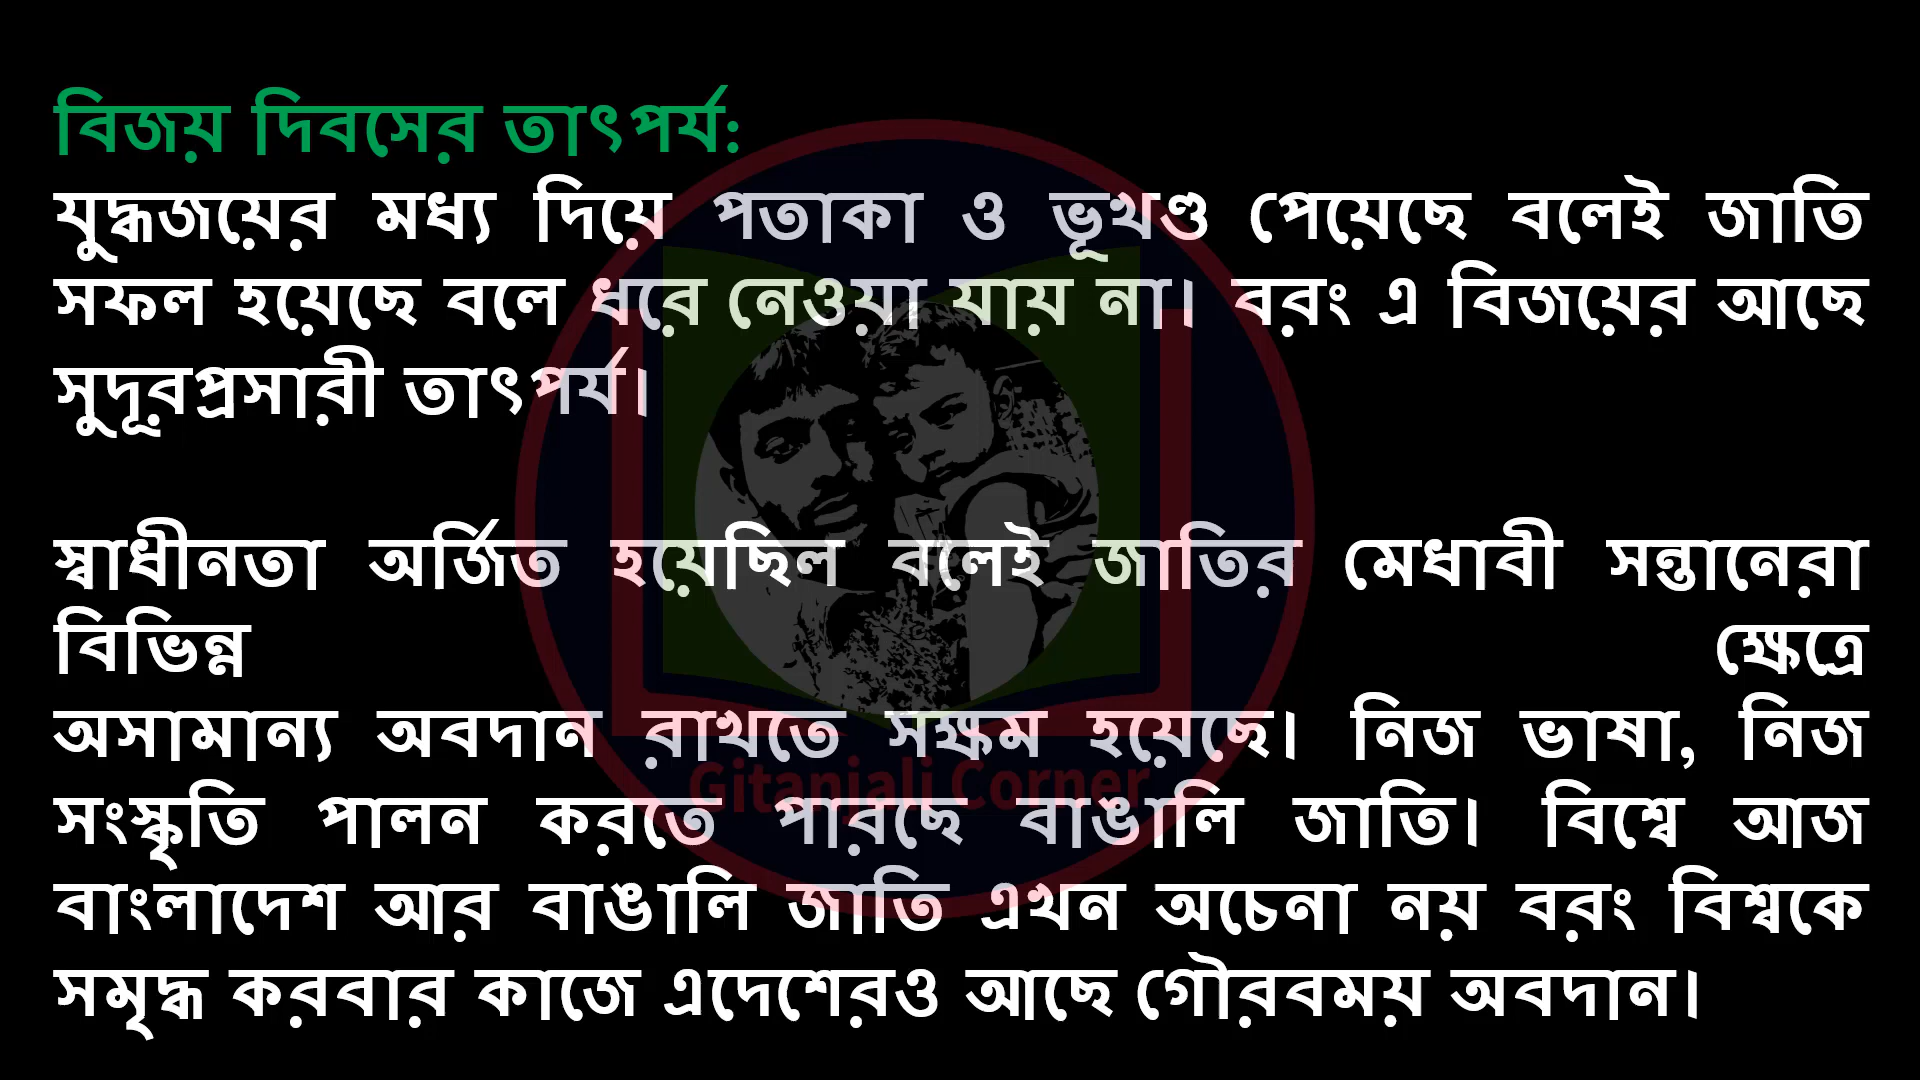 বিজয় দিবসের তাৎপর্য:
যুদ্ধজয়ের মধ্য দিয়ে পতাকা ও ভূখণ্ড পেয়েছে বলেই জাতি
সফল হয়েছে বলে ধরে নেওয়া যায় না। বরং এ বিজয়ের আছে
সুদূরপ্রসারী তাৎপর্য।
স্বাধীনতা অর্জিত হয়েছিল বলেই জাতির মেধাবী সন্তানেরা
বিভিন্ন ক্ষেত্রে
অসামান্য অবদান রাখতে সক্ষম হয়েছে। নিজ ভাষা, নিজ
Gitanjali Corner
সংস্কৃতি পালন করতে পারছে বাঙালি জাতি। বিশ্বে আজ
বাংলাদেশ আর বাঙালি জাতি এখন অচেনা নয় বরং বিশ্বকে
সমৃদ্ধ করবার কাজে এদেশেরও আছে গৌরবময় অবদান।